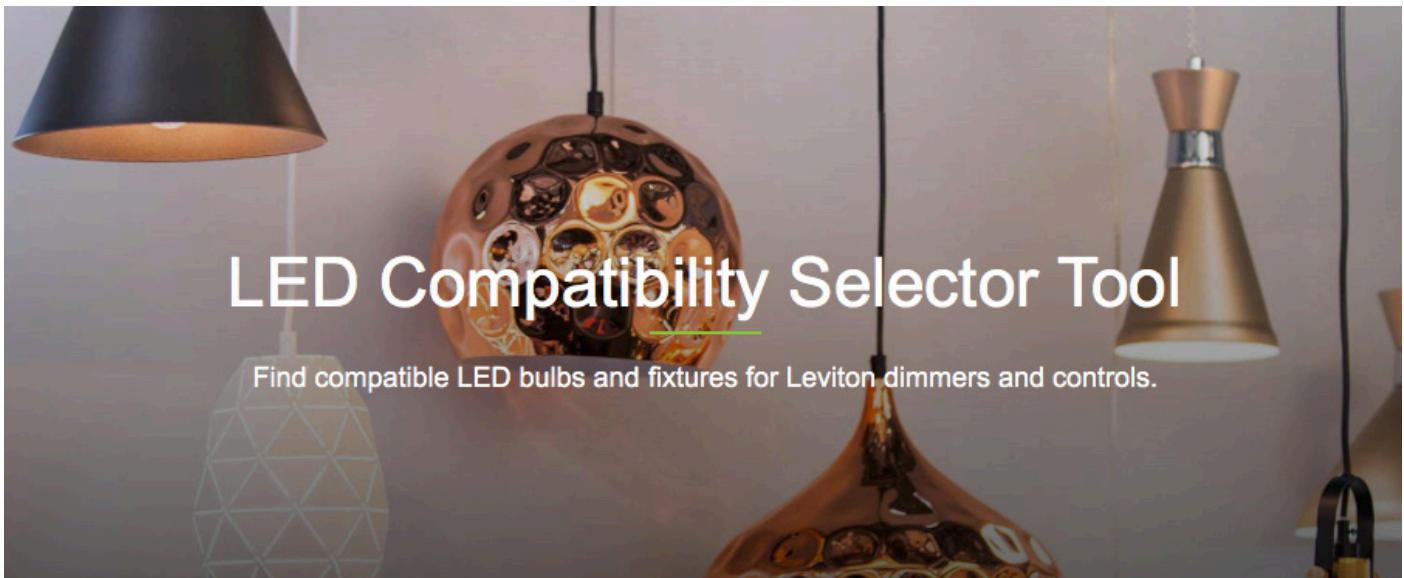 LED Compatibility Selector Tool
Find compatible LED bulbs and fixtures for Leviton dimmers and controls.